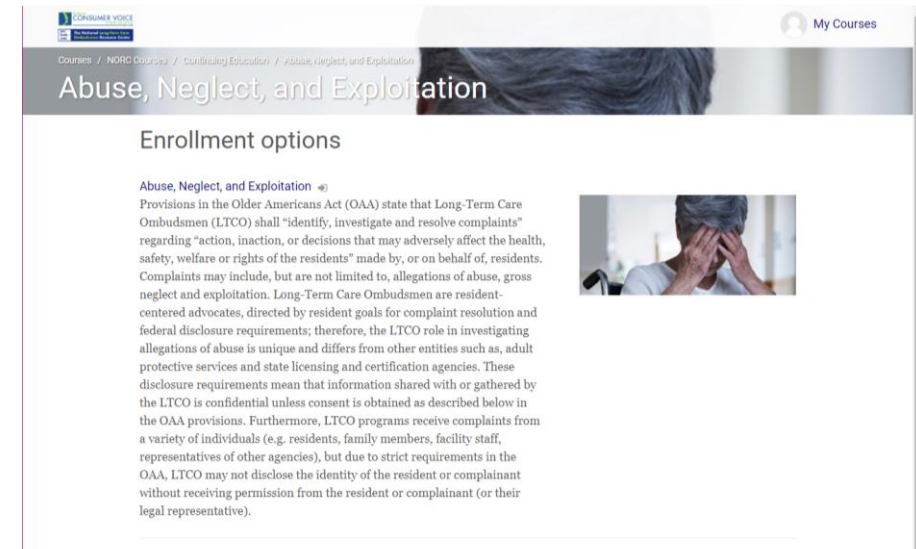 CONSUMER VOICE
My Courses
Courses / NORC Courses / Continuing Education / Abuse, Neglect, and Exploitation
Abuse, Neglect, and Exploitation
Enrollment options
Abuse, Neglect, and Exploitation
Provisions in the Older Americans Act (OAA) state that Long-Term Care
Ombudsmen (LTCO) shall “identify, investigate and resolve complaints”
regarding “action, inaction, or decisions that may adversely affect the health,
safety, welfare or rights of the residents” made by, or on behalf of, residents.
Complaints may include, but are not limited to, allegations of abuse, gross
neglect and exploitation. Long-Term Care Ombudsmen are resident-
centered advocates, directed by resident goals for complaint resolution and
federal disclosure requirements; therefore, the LTCO role in investigating
allegations of abuse is unique and differs from other entities such as, adult
protective services and state licensing and certification agencies. These
disclosure requirements mean that information shared with or gathered by
the LTCO is confidential unless consent is obtained as described below in
the OAA provisions. Furthermore, LTCO programs receive complaints from
a variety of individuals (e.g. residents, family members, facility staff,
representatives of other agencies), but due to strict requirements in the
OAA, LTCO may not disclose the identity of the resident or complainant
without receiving permission from the resident or complainant (or their
legal representative).